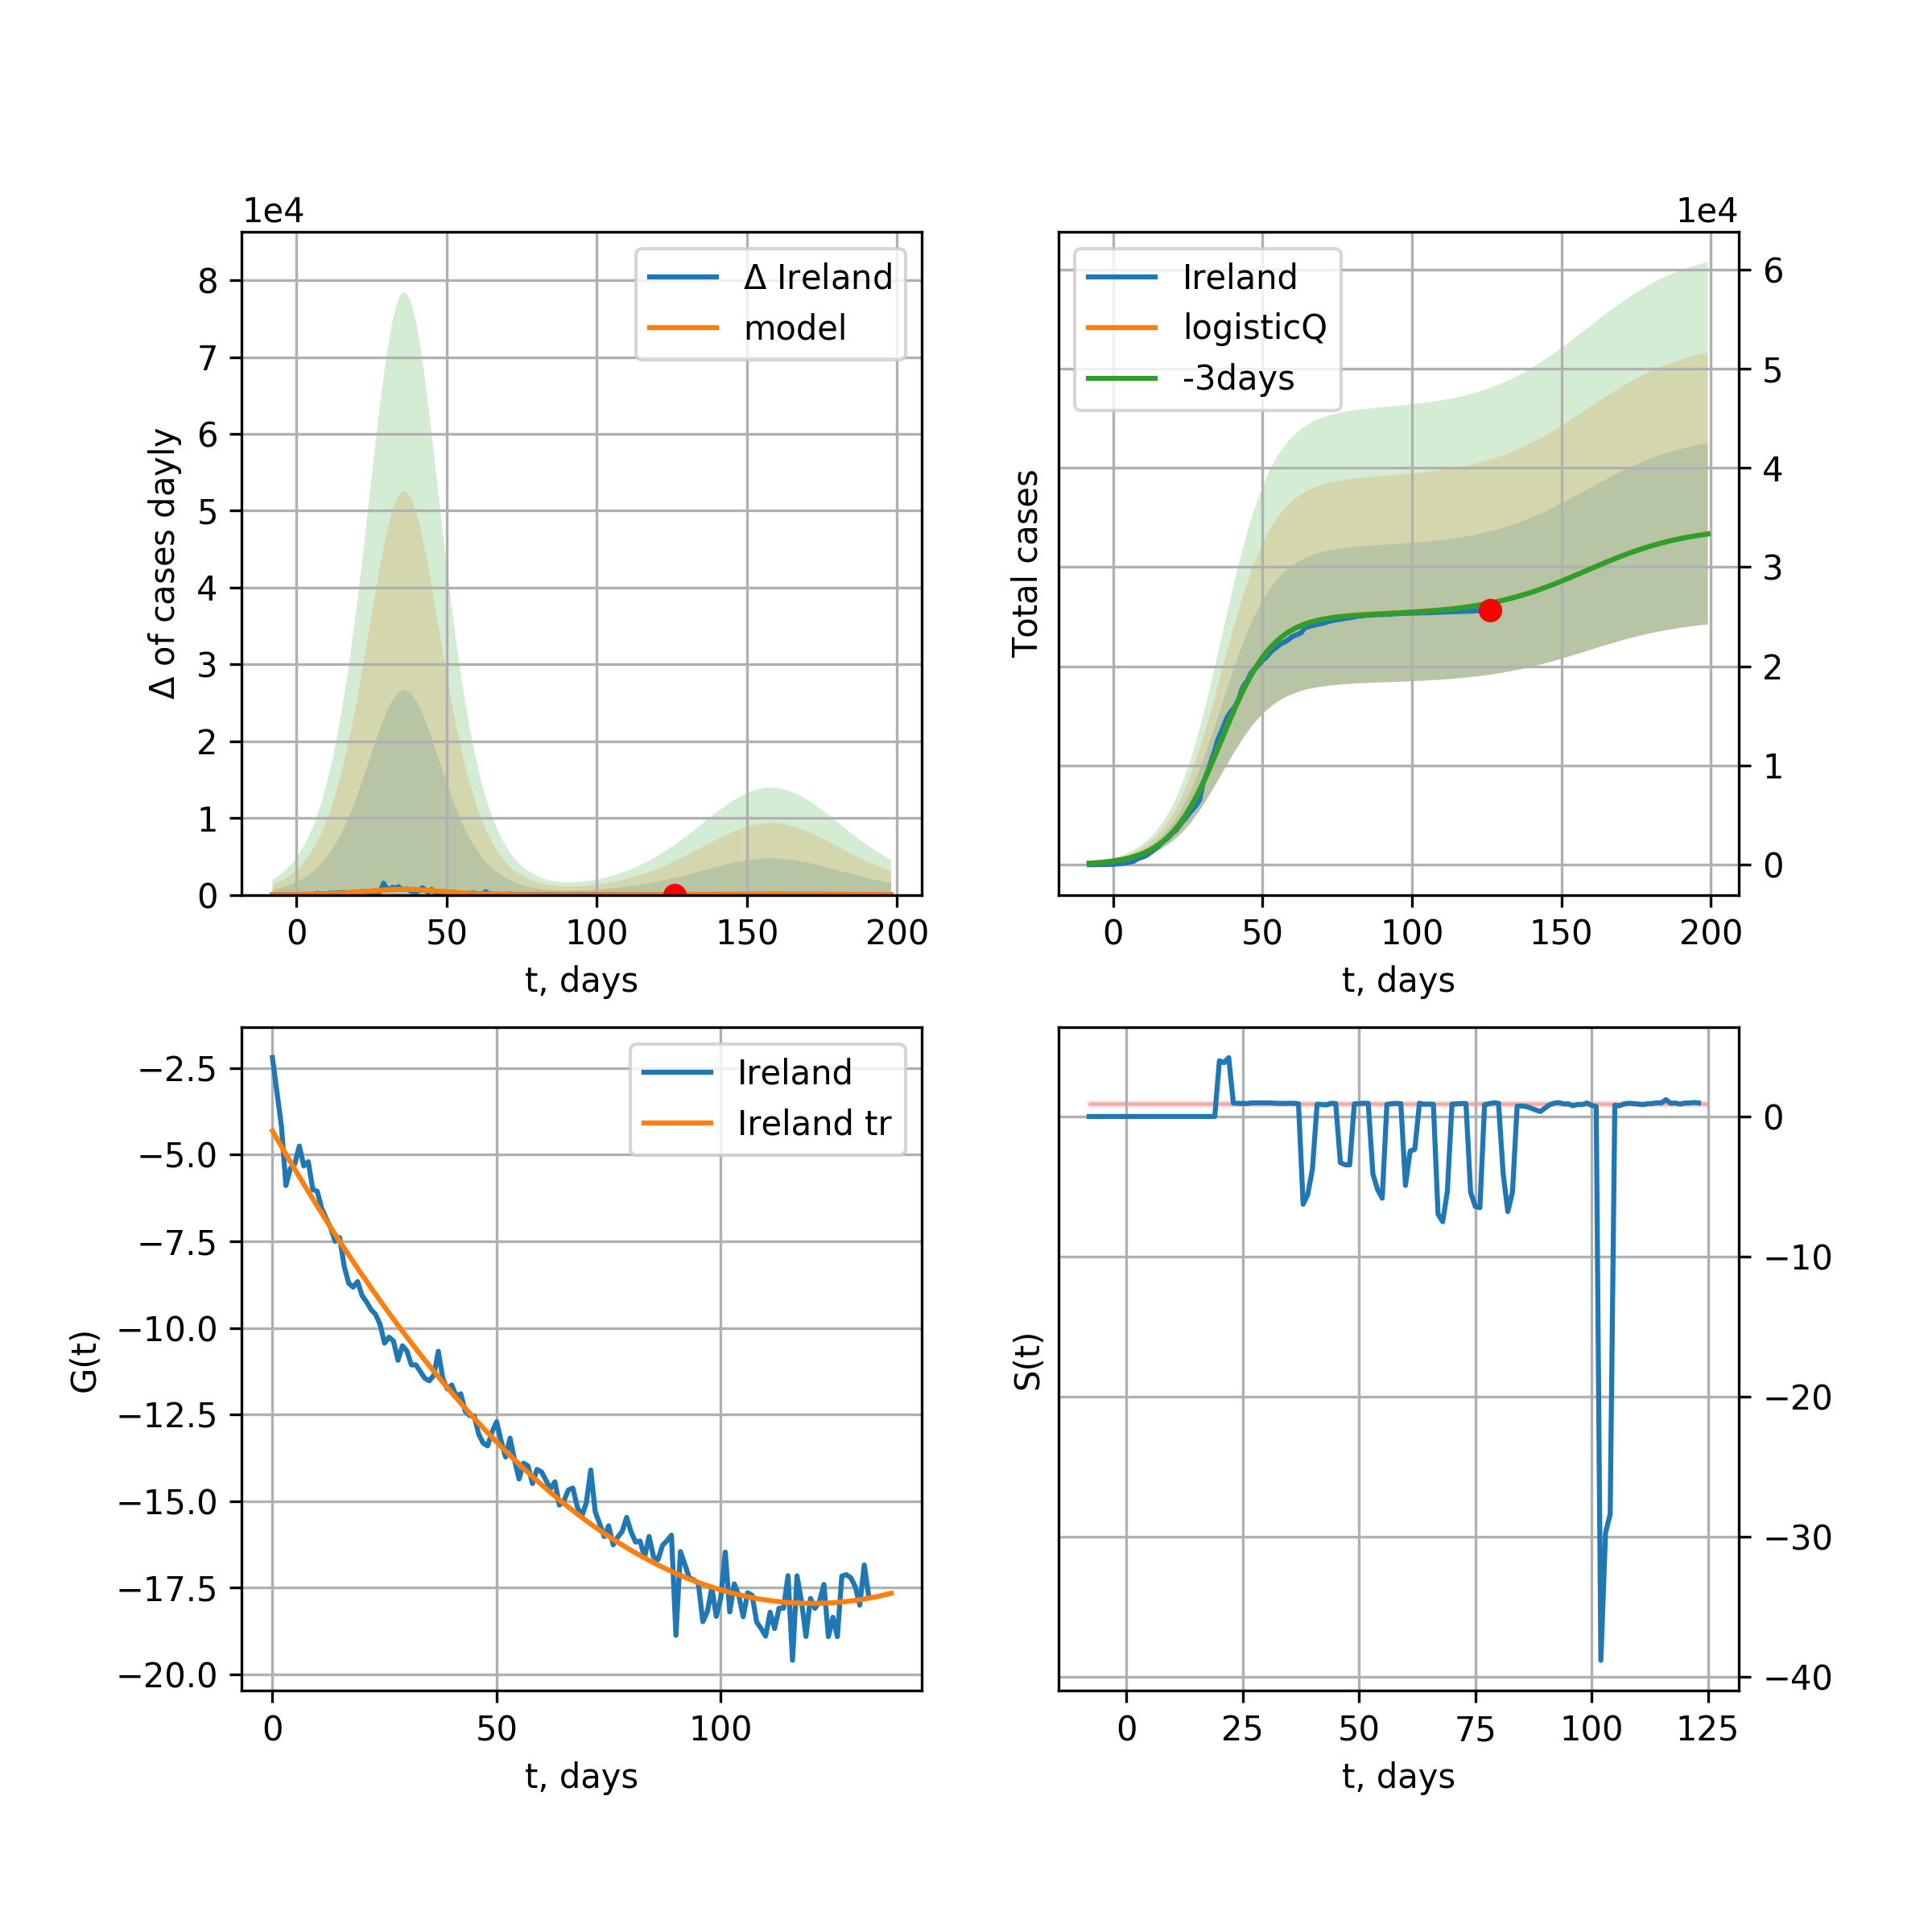 1e4
Δ of cases dayly
8
7
6
5
4
3
2
1
0
Δ Ireland
model
0 50 100 150 200
t, days
1e4
Total cases
Ireland
logisticQ
-3days
6
5
4
3
2
1
0
0 50 100 150 200
t, days
G(t)
−2.5
−5.0
−7.5
−10.0
−12.5
−15.0
−17.5
−20.0
Ireland
Ireland tr
0 50 100
t, days
S(t)
0
−10
−20
−30
−40
0 25 50 75 100 125
t, days